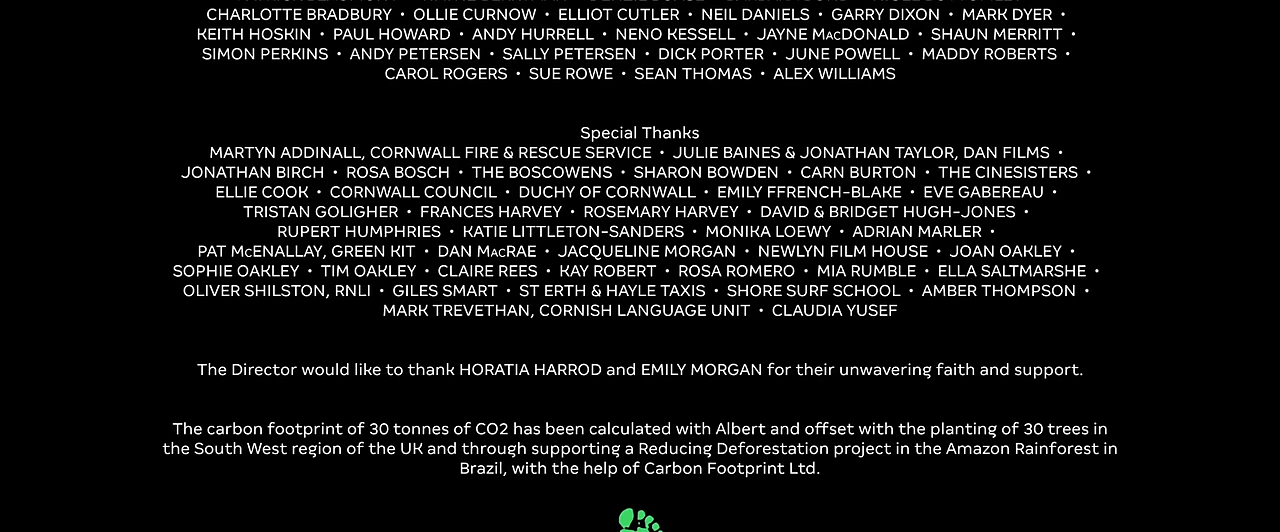 CHARLOTTE BRADBURY • OLLIE CURNOW • ELLIOT CUTLER • NEIL DANIELS • GARRY DIXON • MARK DYER •
KEITH HOSKIN • PAUL HOWARD • ANDY HURRELL • NENO KESSELL • JAYNE MacDONALD • SHAUN MERRITT •
SIMON PERKINS • ANDY PETERSEN • SALLY PETERSEN • DICK PORTER • JUNE POWELL • MADDY ROBERTS •
CAROL ROGERS • SUE ROWE • SEAN THOMAS • ALEX WILLIAMS
Special Thanks
MARTYN ADDINALL, CORNWALL FIRE & RESCUE SERVICE • JULIE BAINES & JONATHAN TAYLOR, DAN FILMS •
JONATHAN BIRCH • ROSA BOSCH • THE BOSCOWENS • SHARON BOWDEN • CARN BURTON • THE CINESISTERS •
ELLIE COOK • CORNWALL COUNCIL • DUCHY OF CORNWALL • EMILY FFRENCH-BLAKE • EVE GABEREAU •
TRISTAN GOLIGHER • FRANCES HARVEY • ROSEMARY HARVEY • DAVID & BRIDGET HUGH-JONES •
RUPERT HUMPHRIES • KATIE LITTLETON-SANDERS • MONIKA LOEWY • ADRIAN MARLER •
PAT McENALLAY, GREEN KIT • DAN MacRAE • JACQUELINE MORGAN • NEWLYN FILM HOUSE • JOAN OAKLEY •
SOPHIE OAKLEY • TIM OAKLEY • CLAIRE REES • KAY ROBERT • ROSA ROMERO • MIA RUMBLE • ELLA SALTMARSHE •
OLIVER SHILSTON, RNLI • GILES SMART • ST ERTH & HAYLE TAXIS • SHORE SURF SCHOOL • AMBER THOMPSON •
MARK TREVETHAN, CORNISH LANGUAGE UNIT • CLAUDIA YUSEF
The Director would like to thank HORATIA HARROD and EMILY MORGAN for their unwavering faith and support.
The carbon footprint of 30 tonnes of CO2 has been calculated with Albert and offset with the planting of 30 trees in
the South West region of the UK and through supporting a Reducing Deforestation project in the Amazon Rainforest in
Brazil, with the help of Carbon Footprint Ltd.